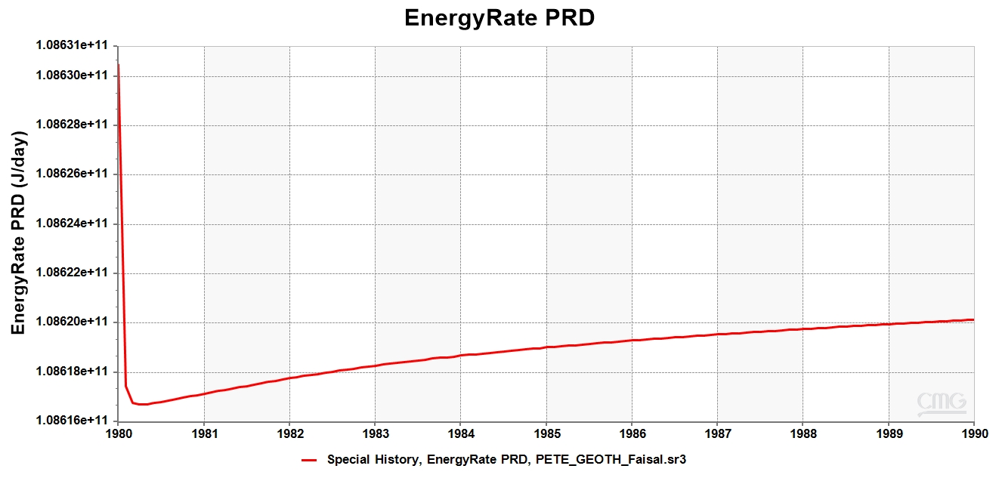 EnergyRate PRD
EnergyRate PRD (J/day)
1.08631e+11
1.08630e+11
1.08628e+11
1.08626e+11
1.08624e+11
1.08622e+11
1.08620e+11
1.08618e+11
1.08616e+11
1980 1981 1982 1983 1984 1985 1986 1987 1988 1989 1990
CMG
Special History, EnergyRate PRD, PETE_GEOTH_Faisal.sr3